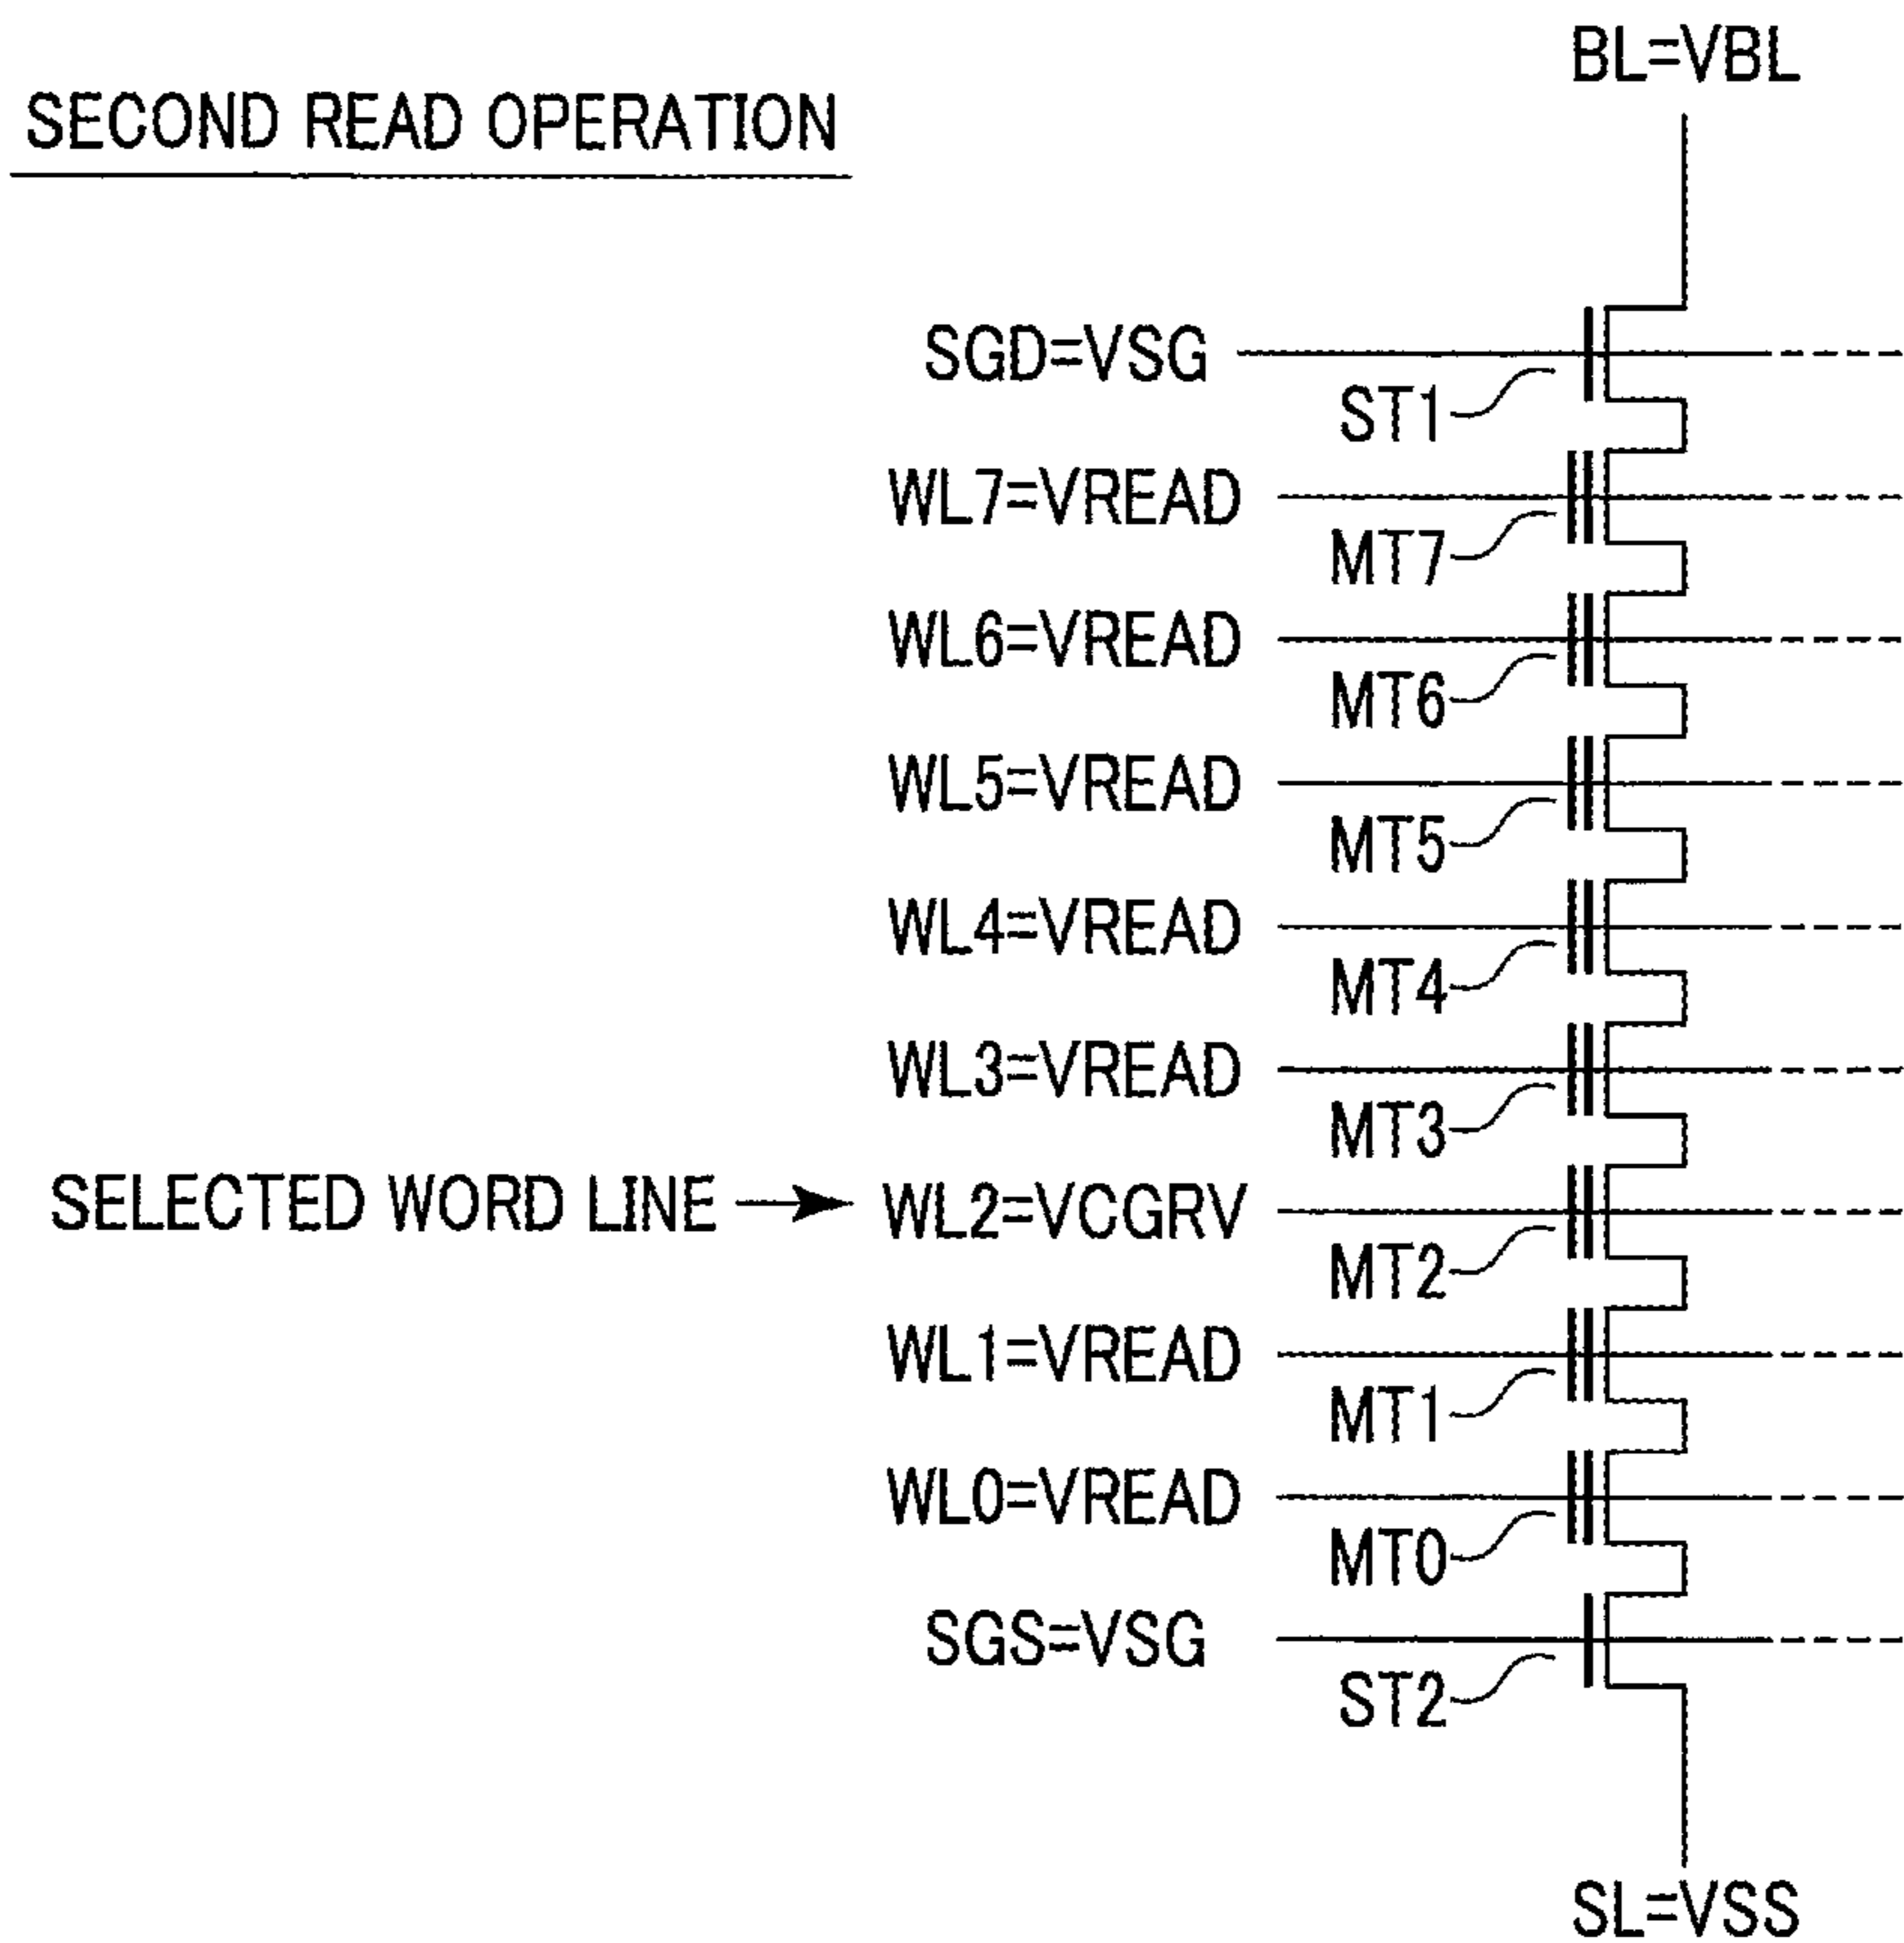 BL=VBL
SECOND READ OPERATION
SGD=VSG
ST1
WL7=VREAD
MT7
WL6=VREAD
MT6
WL5=VREAD
MT5
WL4=VREAD
MT4
WL3=VREAD
MT3
SELECTED WORD LINE WL2=VCGRV
MT2
WL1=VREAD
MT1
WL0=VREAD
MT0
SGS=VSG
ST2
SL=VSS